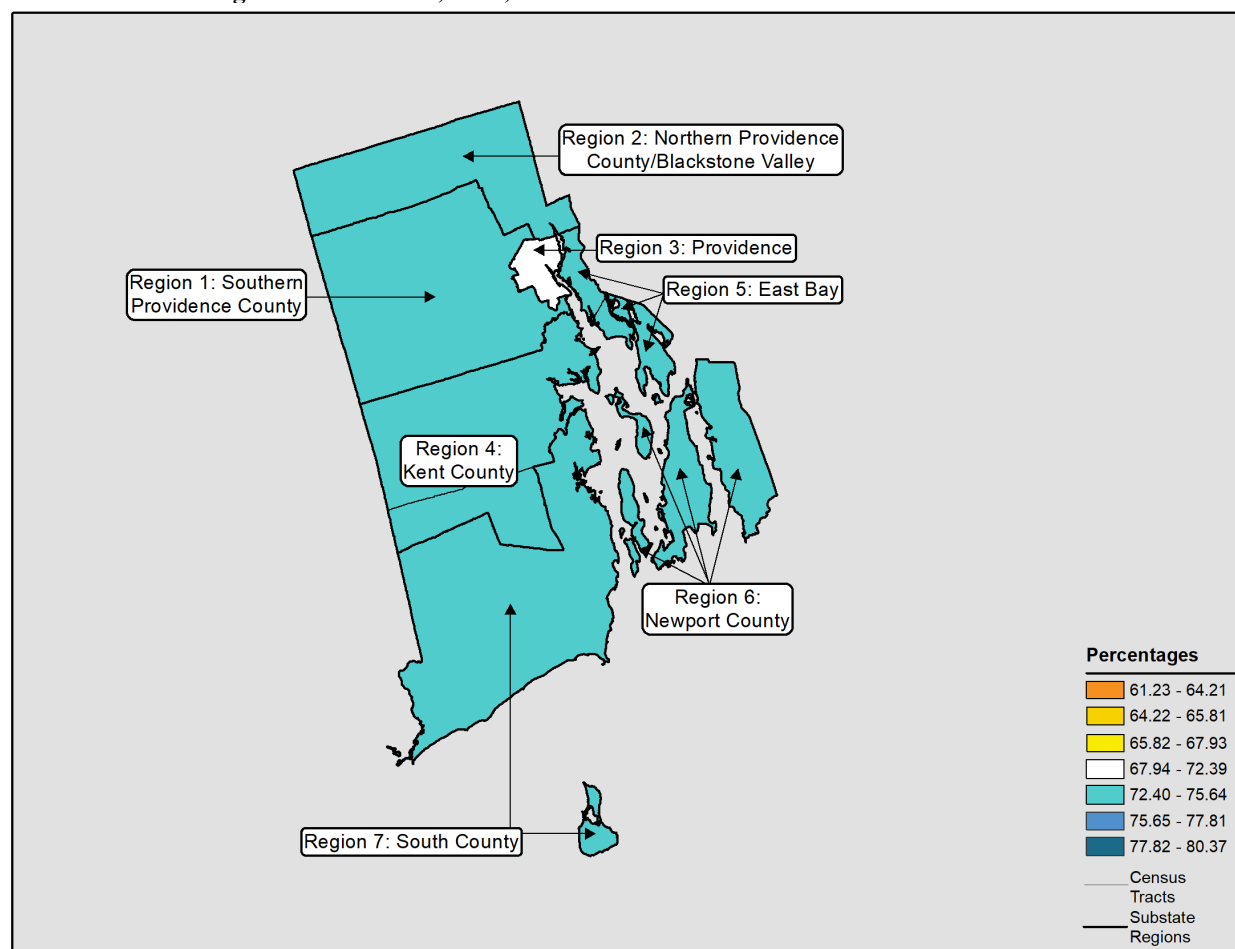 Region 2: Northern Providence
County/Blackstone Valley
Region 3: Providence
Region 1: Southern
Providence County
Region 5: East Bay
Region 4:
Kent County
Region 6:
Newport County
Region 7: South County
Percentages
61.23 - 64.21
64.22 - 65.81
65.82 - 67.93
67.94 - 72.39
72.40 - 75.64
75.65 - 77.81
77.82 - 80.37
Census
Tracts
Substate
Regions